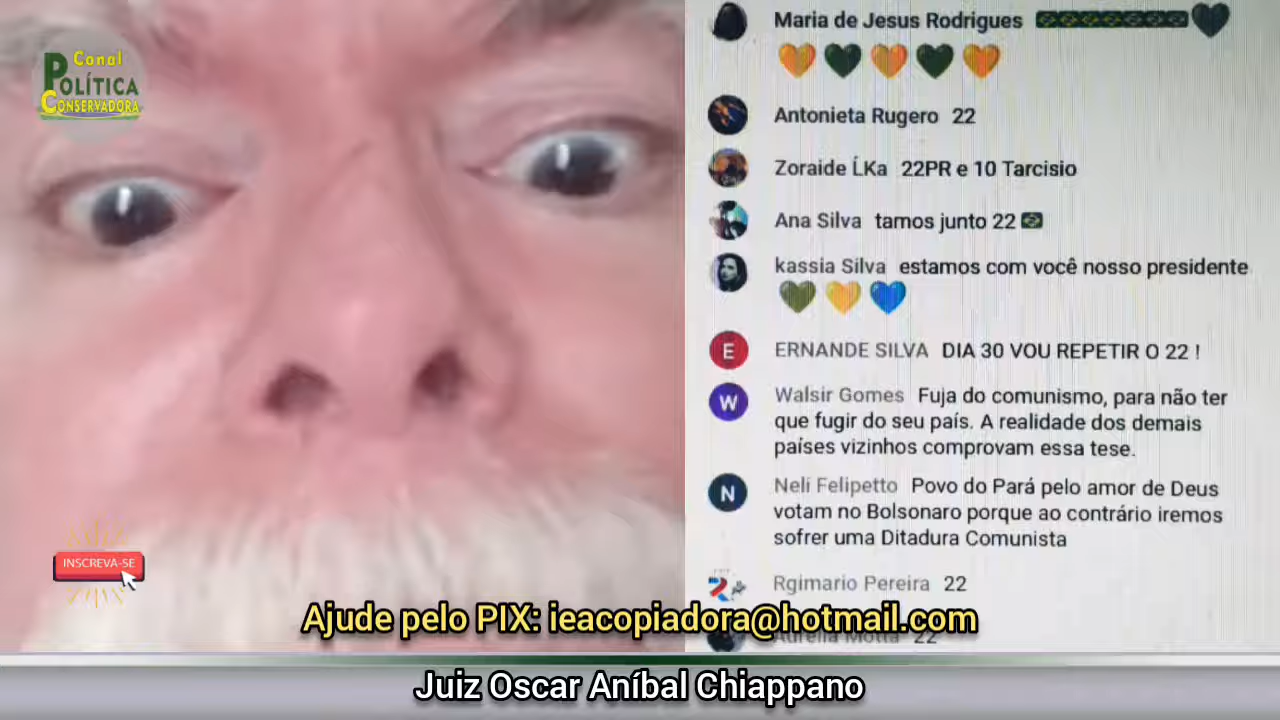 Canal
POLÍTICA
CONSERVADORA
INSCREVA-SE
Maria de Jesus Rodrigues
Antonieta Rugero 22
Zoraide ĹKa 22PR e 10 Tarcisio
Ana Silva tamos junto 22
kassia Silva estamos com você nosso presidente
E ERNANDE SILVA DIA 30 VOU REPETIR O 22 !
W Walsir Gomes Fuja do comunismo, para não ter
que fugir do seu país. A realidade dos demais
países vizinhos comprovam essa tese.
N Neli Felipetto Povo do Pará pelo amor de Deus
votam no Bolsonaro porque ao contrário iremos
sofrer uma Ditadura Comunista
Rgimario Pereira 22
Aurélia Motta 22
Ajude pelo PIX: ieacopiadora@hotmail.com
Juiz Oscar Aníbal Chiappano